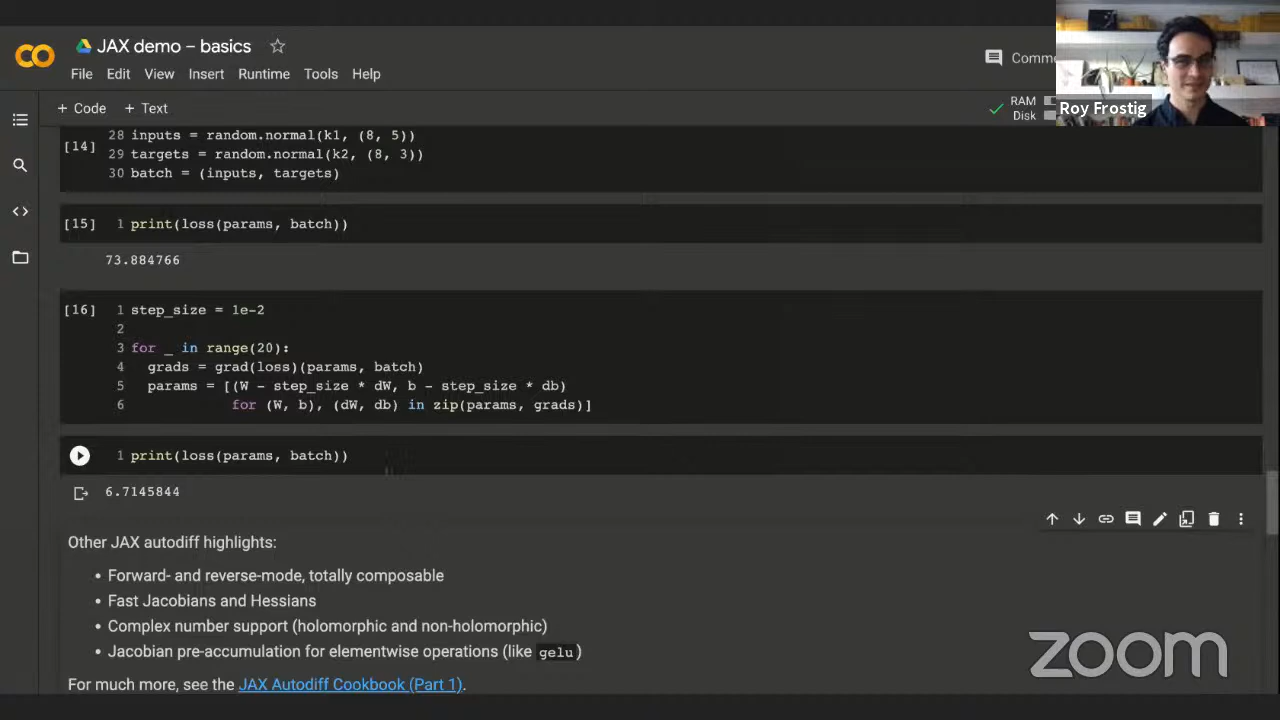 JAX demo – basics
File Edit View Insert Runtime Tools Help
Comme
Roy Frostig
+ Code + Text
RAM
Disk
[14]
28 inputs = random.normal(k1, (8, 5))
29 targets = random.normal(k2, (8, 3))
30 batch = (inputs, targets)
[15] 1 print(loss(params, batch))
73.884766
[16] 1 step_size = 1e-2
2
3 for _ in range(20):
4   grads = grad(loss)(params, batch)
5   params = [(W - step_size * dW, b - step_size * db)
6             for (W, b), (dW, db) in zip(params, grads)]
1 print(loss(params, batch))
6.7145844
Other JAX autodiff highlights:
• Forward- and reverse-mode, totally composable
• Fast Jacobians and Hessians
• Complex number support (holomorphic and non-holomorphic)
• Jacobian pre-accumulation for elementwise operations (like gelu)
For much more, see the JAX Autodiff Cookbook (Part 1).
zoom